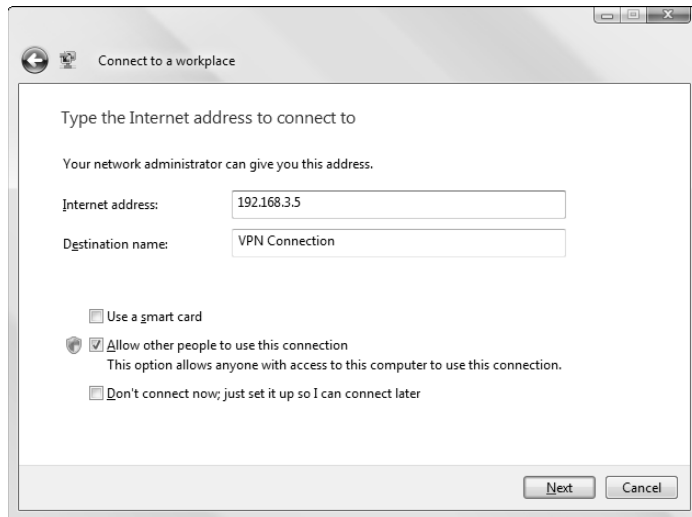 Connect to a workplace
Type the Internet address to connect to
Your network administrator can give you this address.
Internet address: 192.168.3.5
Destination name: VPN Connection
Use a smart card
Allow other people to use this connection
This option allows anyone with access to this computer to use this connection.
Don't connect now; just set it up so I can connect later
Next Cancel